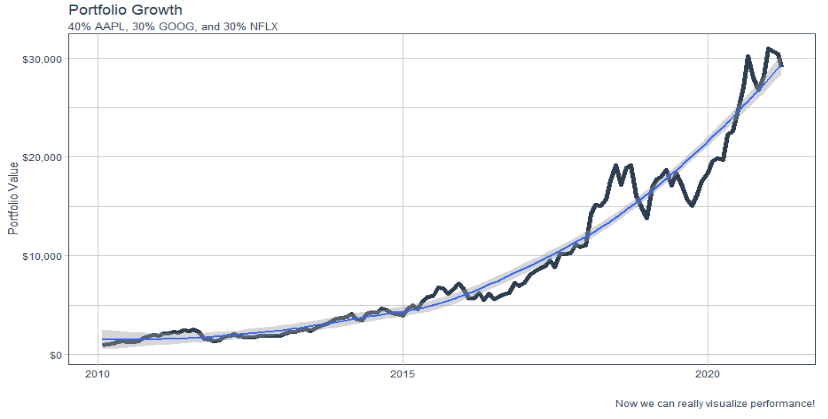 Portfolio Growth
40% AAPL, 30% GOOG, and 30% NFLX
Portfolio Value
$30,000
$20,000
$10,000
$0
2010 2015 2020
Now we can really visualize performance!